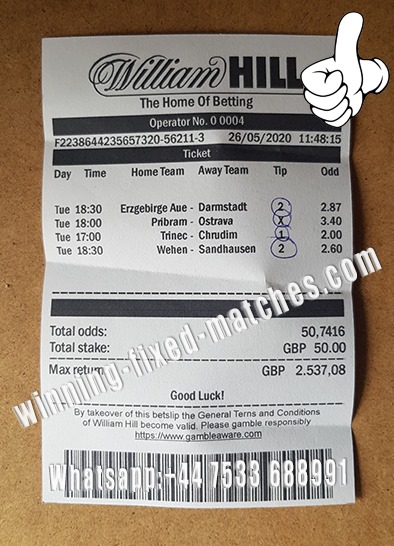 William HILL
The Home Of Betting
Operator No. 0 0004
F2238644235657320-56211-3 26/05/2020 11:48:15
Ticket
Day Time Home Team Away Team Tip Odd
Tue 18:30 Erzgebirge Aue - Darmstadt 2 2.87
Tue 18:00 Pribram - Ostrava X 3.40
Tue 17:00 Trinec - Chrudim 1 2.00
Tue 18:30 Wehen - Sandhausen 2 2.60
winning-fixed-matches.com
Total odds: 50,7416
Total stake: GBP 50.00
Max return GBP 2.537,08
Good Luck!
By takeover of this betslip the General Terns and Conditions
of William Hill become valid. Please gamble responsibly
https://www.gambleaware.com
Whatsapp:+44 7533 688991